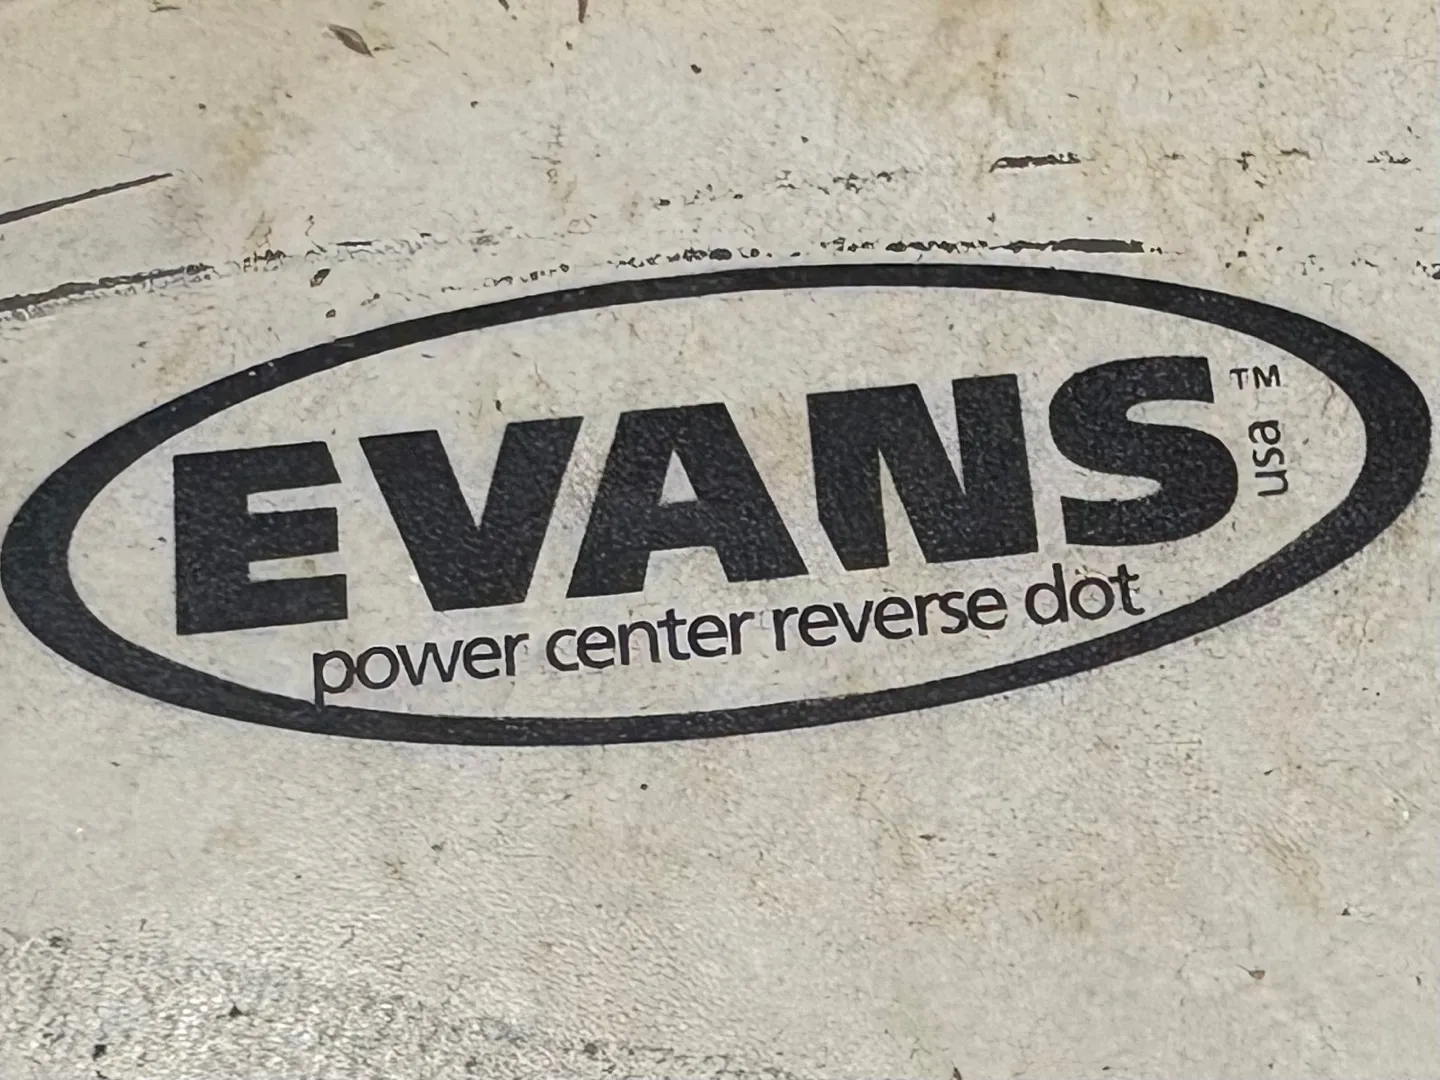 EVANS™
usa
power center reverse dot